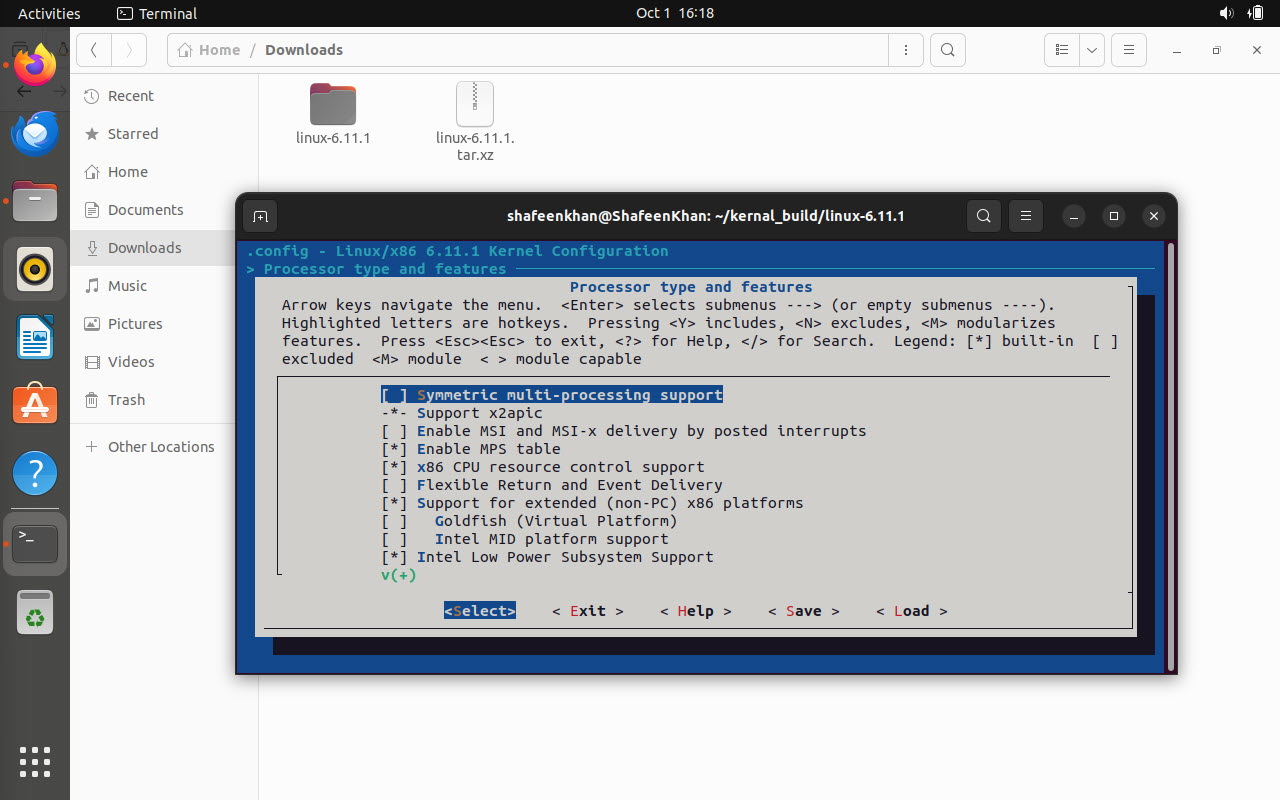 Activities
Terminal
Oct 1 16:18
Home / Downloads
Recent
Starred
Home
Documents
Downloads
Music
Pictures
Videos
Trash
+ Other Locations
linux-6.11.1
linux-6.11.1.
tar.xz
shafeenkhan@ShafeenKhan: ~/kernal_build/linux-6.11.1
.config - Linux/x86 6.11.1 Kernel Configuration
> Processor type and features
Processor type and features
Arrow keys navigate the menu. <Enter> selects submenus ---> (or empty submenus ----).
Highlighted letters are hotkeys. Pressing <Y> includes, <N> excludes, <M> modularizes
features. Press <Esc><Esc> to exit, <?> for Help, </> for Search. Legend: [*] built-in [ ]
excluded <M> module < > module capable
[ ] Symmetric multi-processing support
-*- Support x2apic
[ ] Enable MSI and MSI-x delivery by posted interrupts
[*] Enable MPS table
[*] x86 CPU resource control support
[ ] Flexible Return and Event Delivery
[*] Support for extended (non-PC) x86 platforms
[ ] Goldfish (Virtual Platform)
[ ] Intel MID platform support
[*] Intel Low Power Subsystem Support
v(+)
<Select> < Exit > < Help > < Save > < Load >